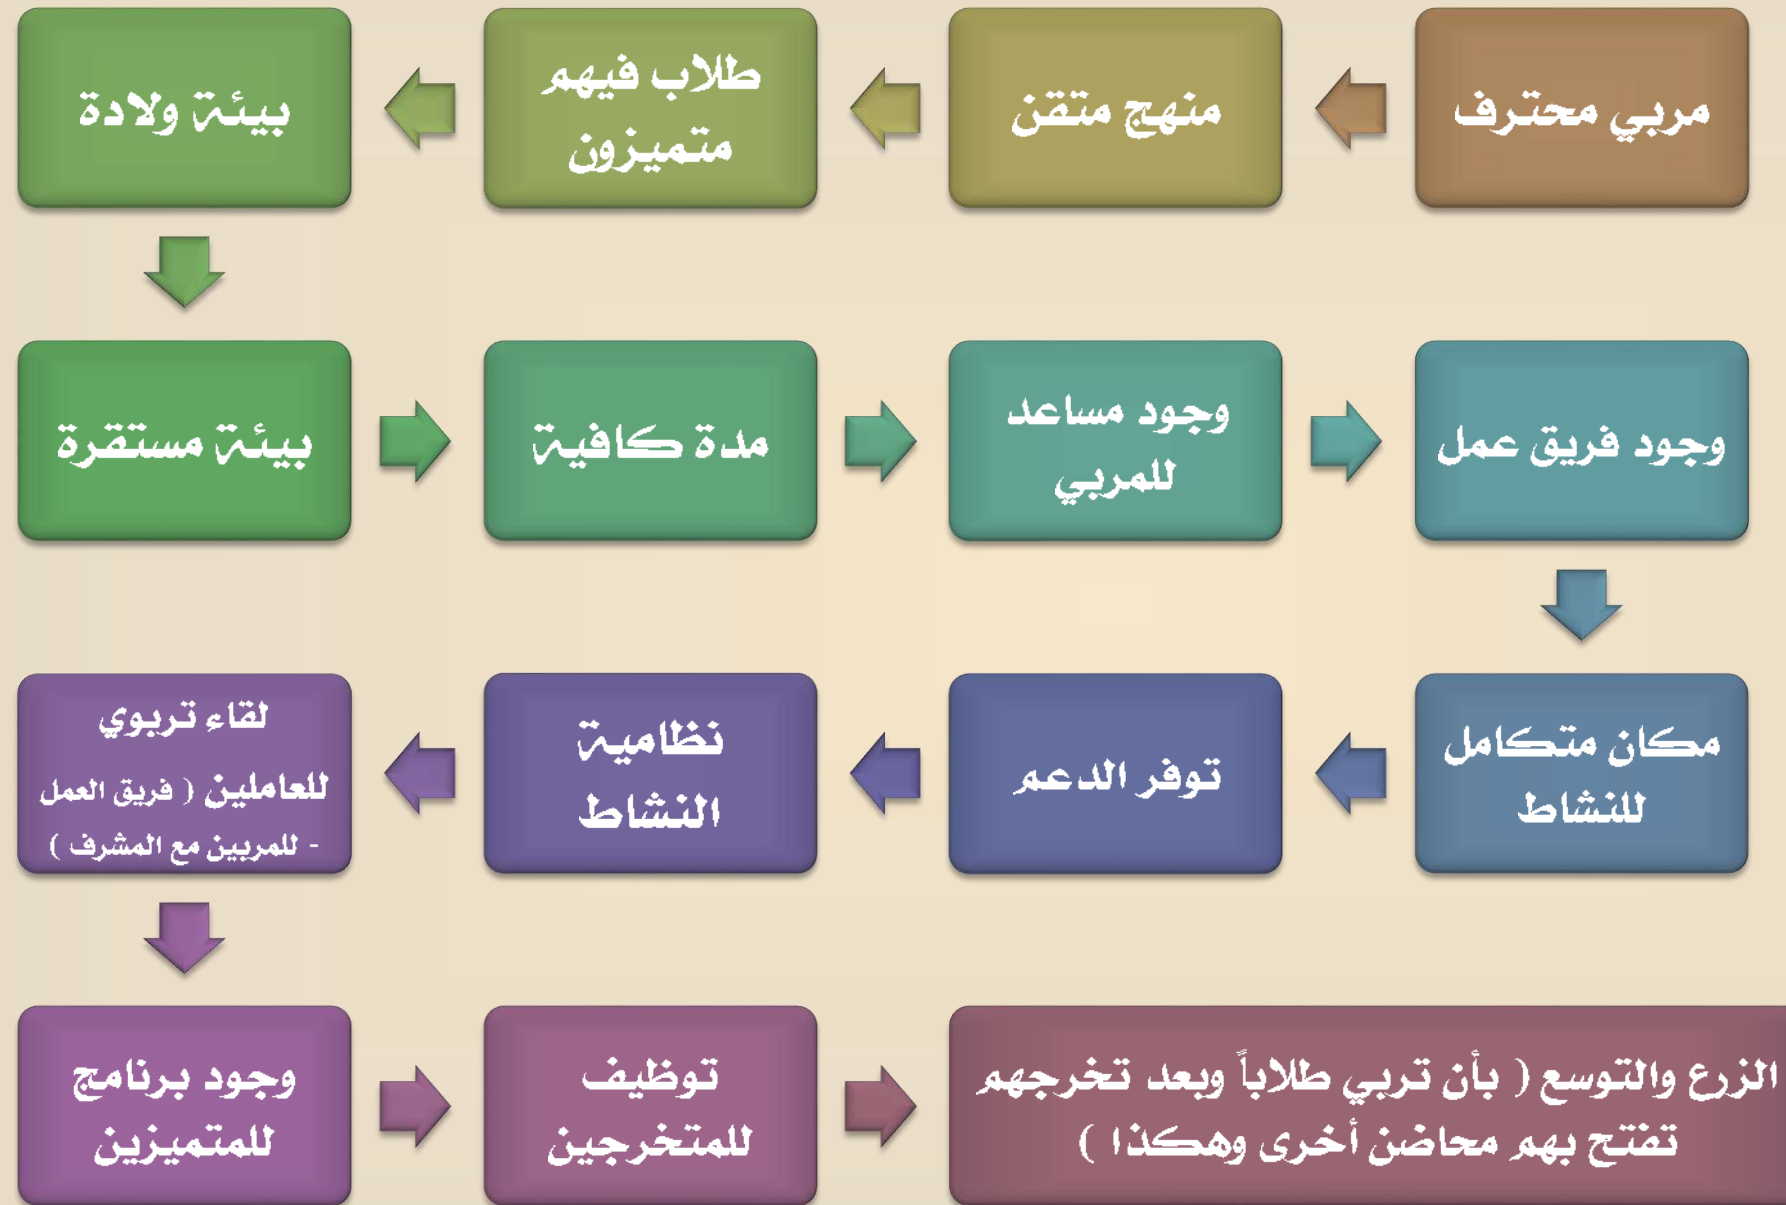 مربي محترف
منهج متقن
طلاب فيهم
متميزون
بيئة ولادة
بيئة مستقرة
مدة كافية
وجود مساعد
للمربي
وجود فريق عمل
مكان متكامل
للنشاط
توفر الدعم
نظامية
النشاط
لقاء تربوي
للعاملين ( فريق العمل
- للمربين مع المشرف )
وجود برنامج
للمتميزين
توظيف
للمتخرجين
الزرع والتوسع ( بأن تربي طلاباً وبعد تخرجهم
تفتح بهم محاضن أخرى وهكذا )